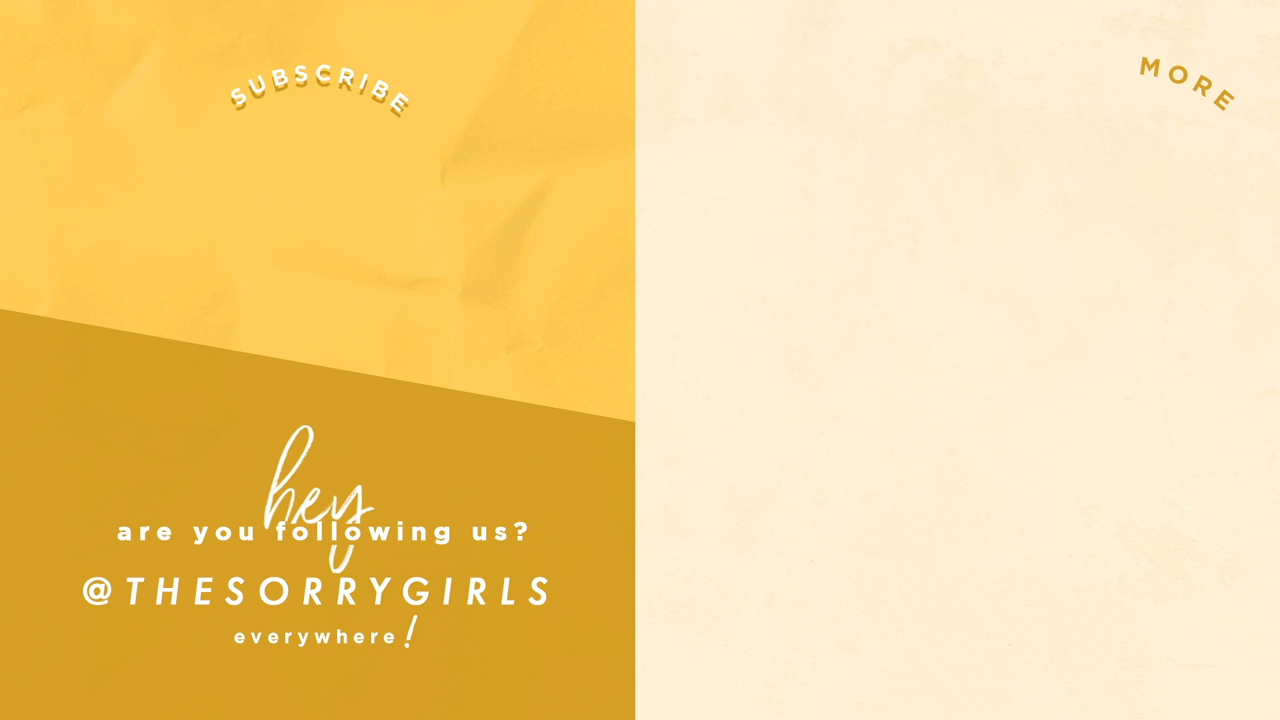 SUBSCRIBE
MORE
hey
are you following us?
@THESORRYGIRLS
everywhere!